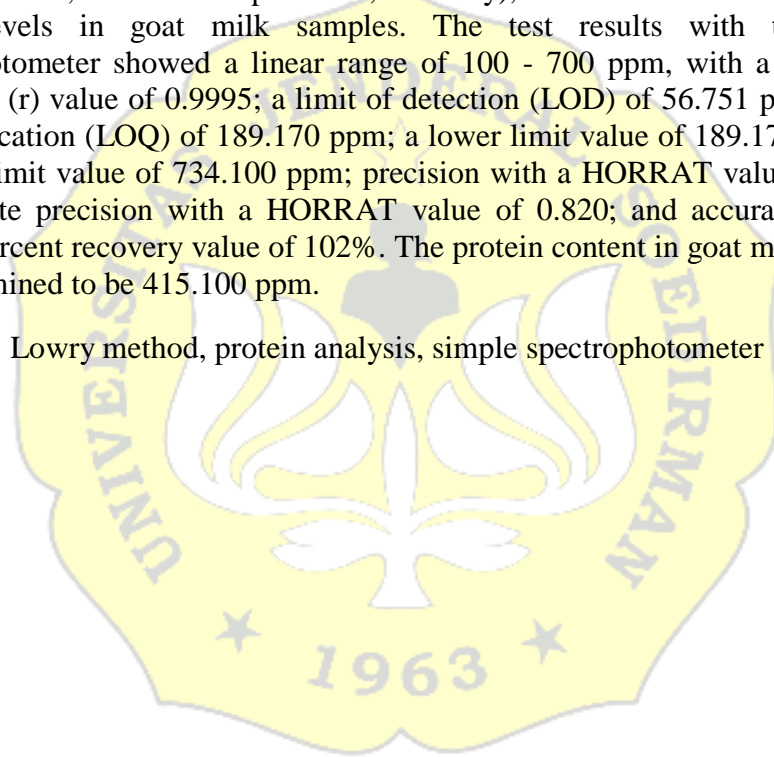 evels in goat milk samples. The test results with t
otometer showed a linear range of 100 - 700 ppm, with a
(r) value of 0.9995; a limit of detection (LOD) of 56.751 p
cation (LOQ) of 189.170 ppm; a lower limit value of 189.17
imit value of 734.100 ppm; precision with a HORRAT valu
te precision with a HORRAT value of 0.820; and accura
rcent recovery value of 102%. The protein content in goat m
nined to be 415.100 ppm.
Lowry method, protein analysis, simple spectrophotometer
UNIVERSITAS JENDERAL SOEDIRMAN
1963